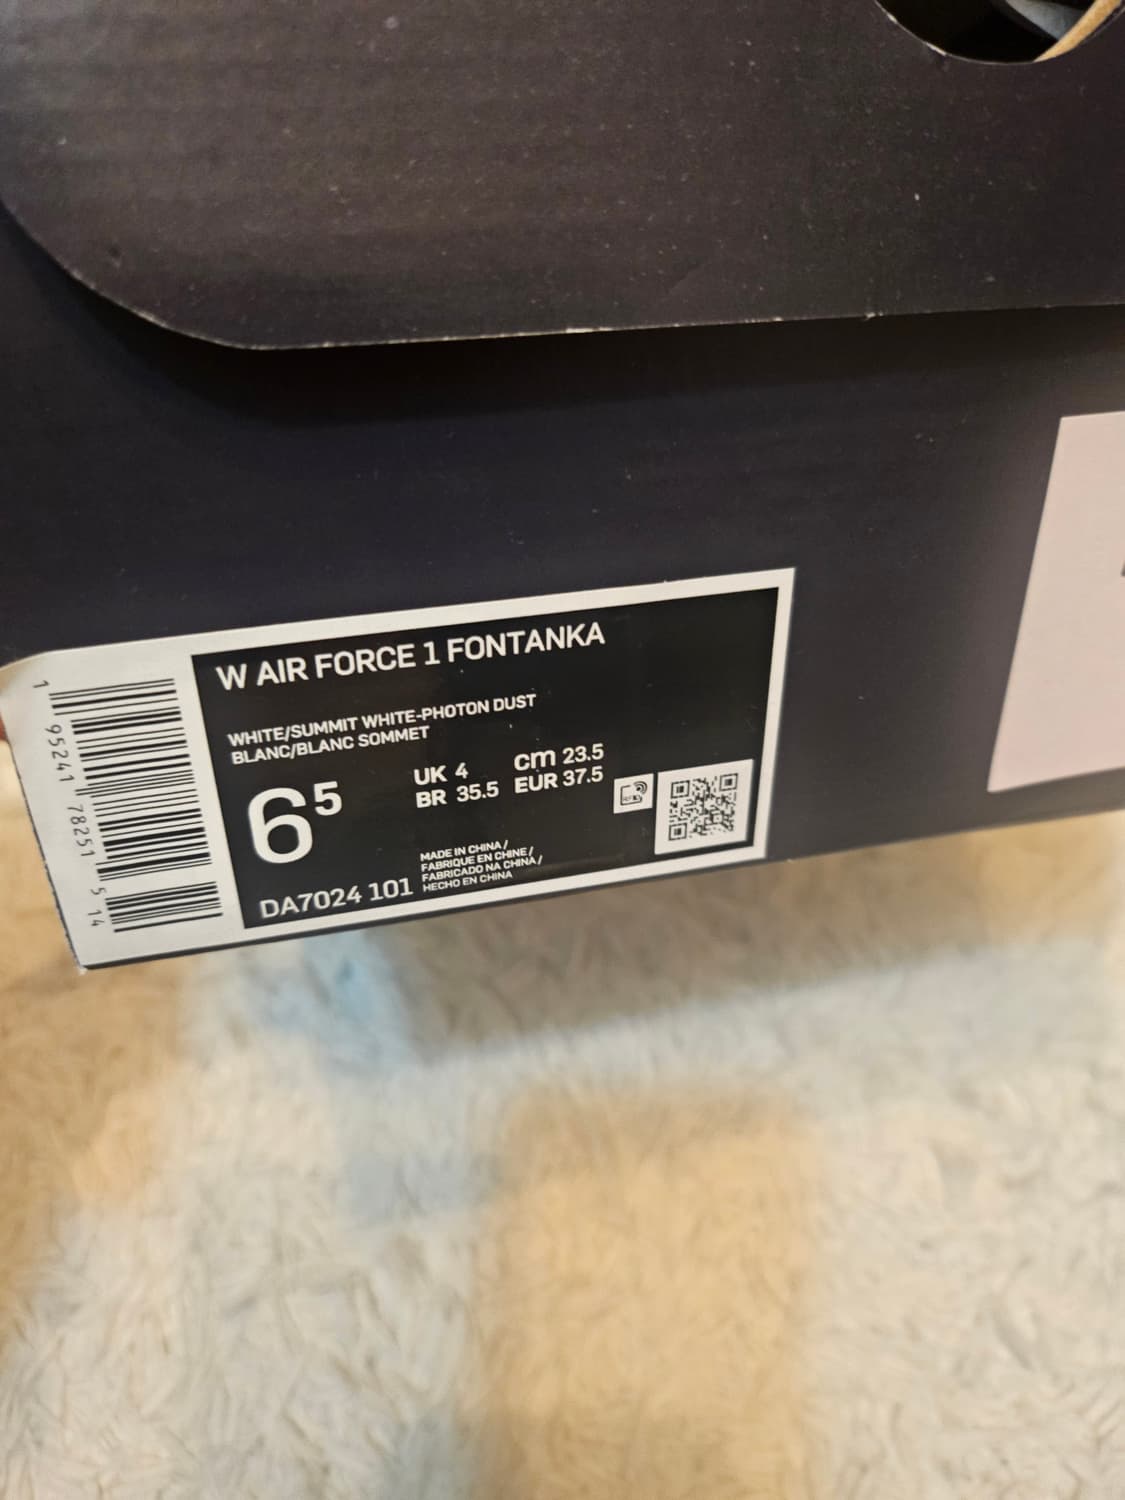 W AIR FORCE 1 FONTANKA
WHITE/SUMMIT WHITE-PHOTON DUST
BLANC/BLANC SOMMET
6⁵
UK 4
BR 35.5
cm 23.5
EUR 37.5
MADE IN CHINA /
FABRIQUE EN CHINE /
FABRICADO NA CHINA /
HECHO EN CHINA
DA7024 101
1 95241 78251 5 14